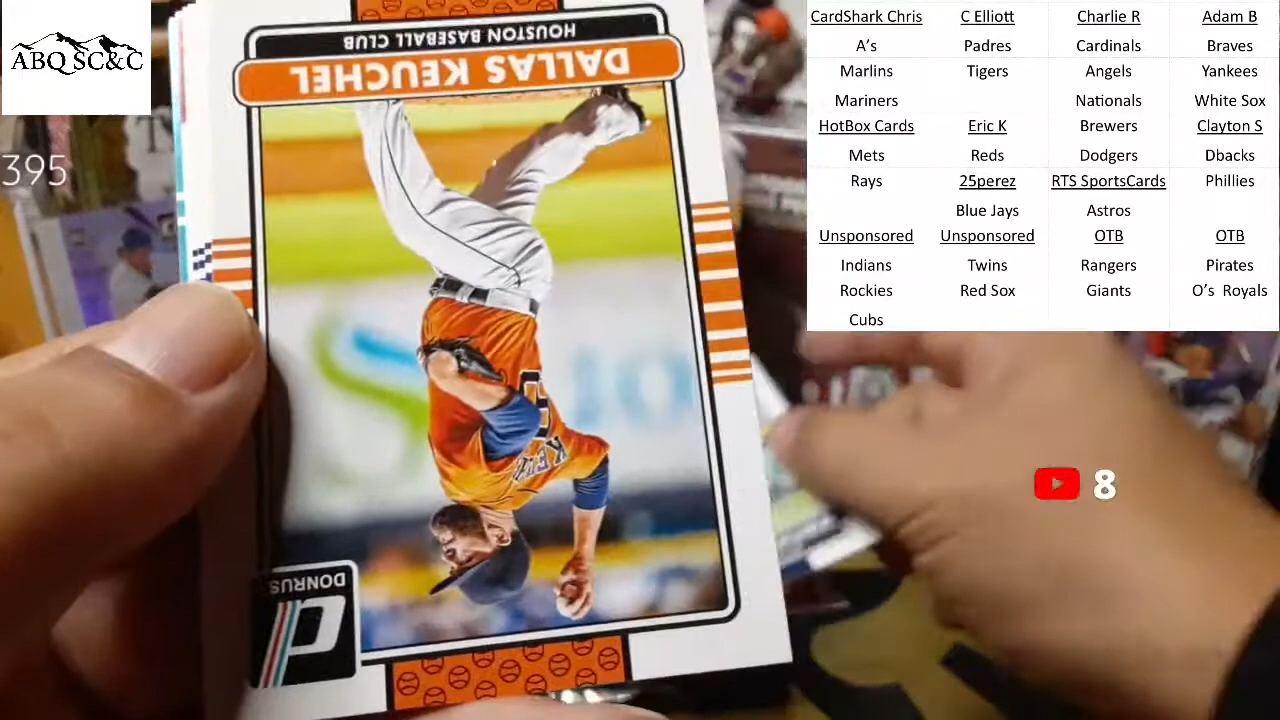 ABQ SC&C
395
HOUSTON BASEBALL CLUB
DALLAS KEUCHEL
DONRUSS
CardShark Chris C Elliott Charlie R Adam B
A's Padres Cardinals Braves
Marlins Tigers Angels Yankees
Mariners Nationals White Sox
HotBox Cards Eric K Brewers Clayton S
Mets Reds Dodgers Dbacks
Rays 25perez RTS SportsCards Phillies
Blue Jays Astros
Unsponsored Unsponsored OTB OTB
Indians Twins Rangers Pirates
Rockies Red Sox Giants O's Royals
Cubs
8